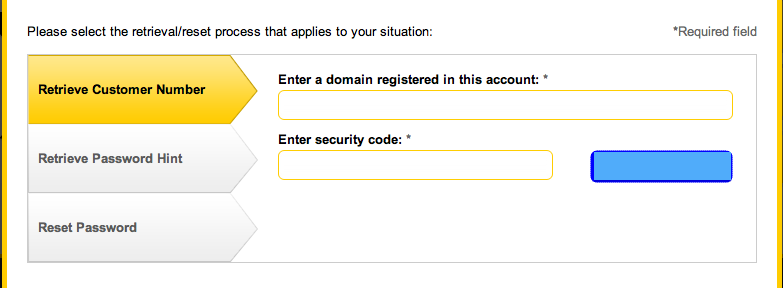 Please select the retrieval/reset process that applies to your situation:
*Required field
Retrieve Customer Number
Enter a domain registered in this account: *
Enter security code: *
Retrieve Password Hint
Reset Password